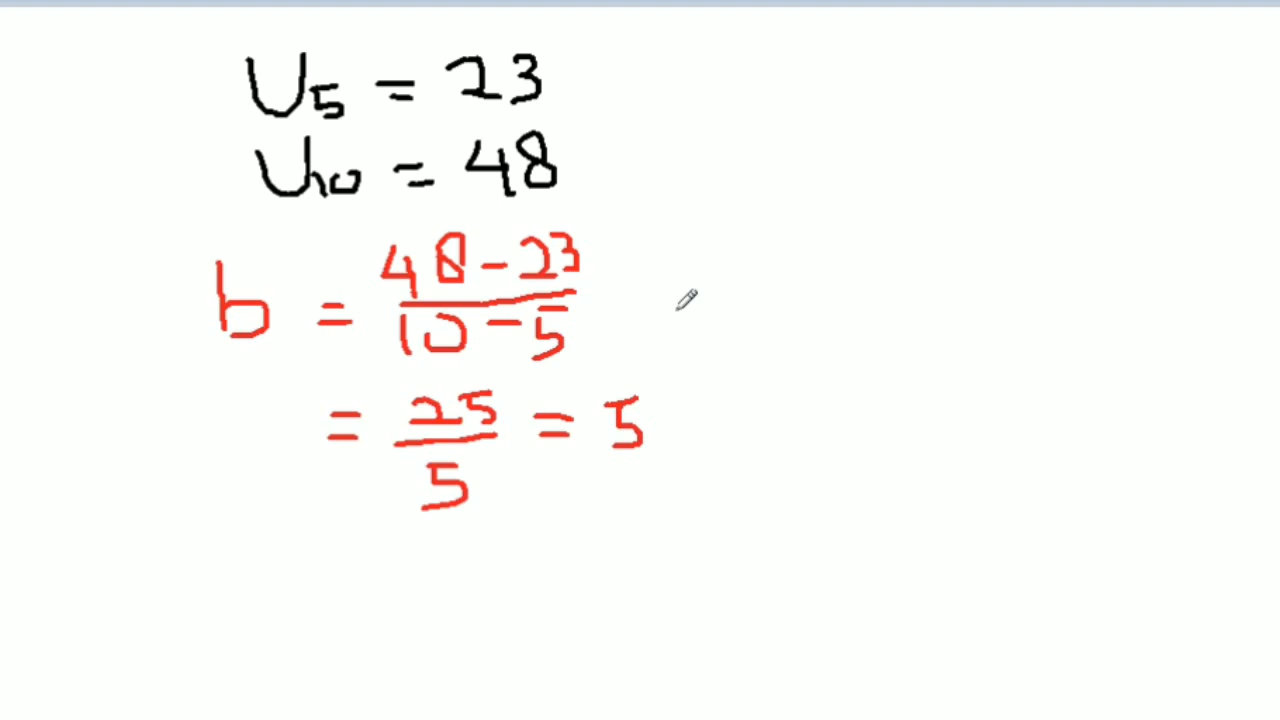 U₅ = 23
U₁₀ = 48
b = (48 - 23)/(10 - 5)
= 25/5 = 5